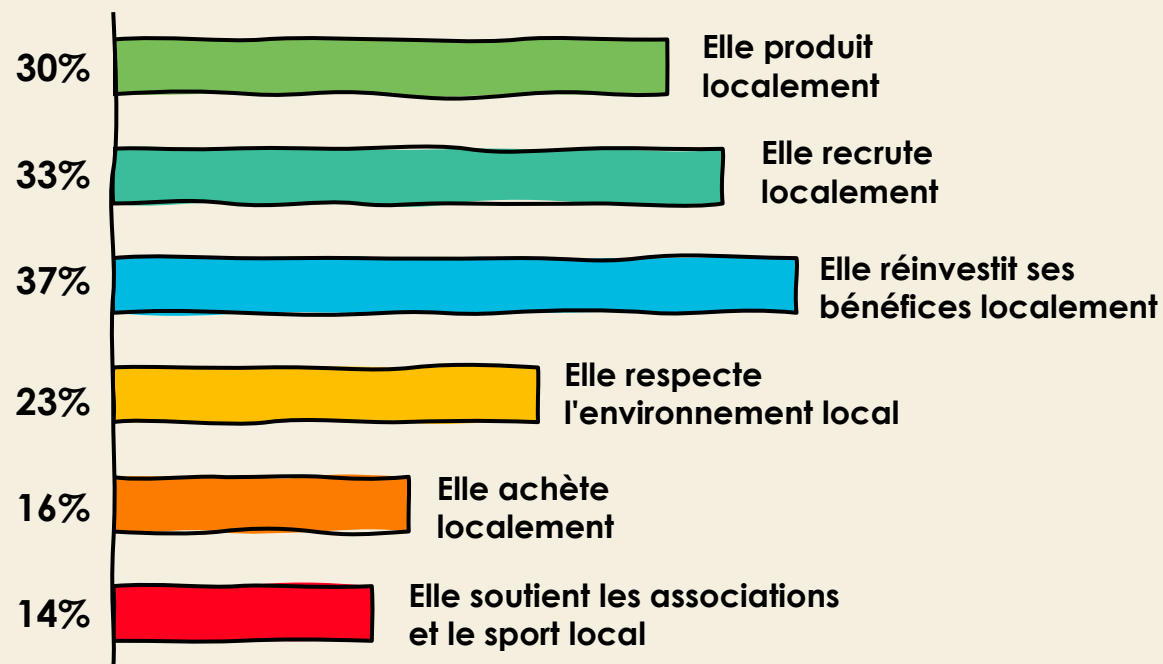 30%
Elle produit
localement
33%
Elle recrute
localement
37%
Elle réinvestit ses
bénéfices localement
23%
Elle respecte
l'environnement local
16%
Elle achète
localement
14%
Elle soutient les associations
et le sport local